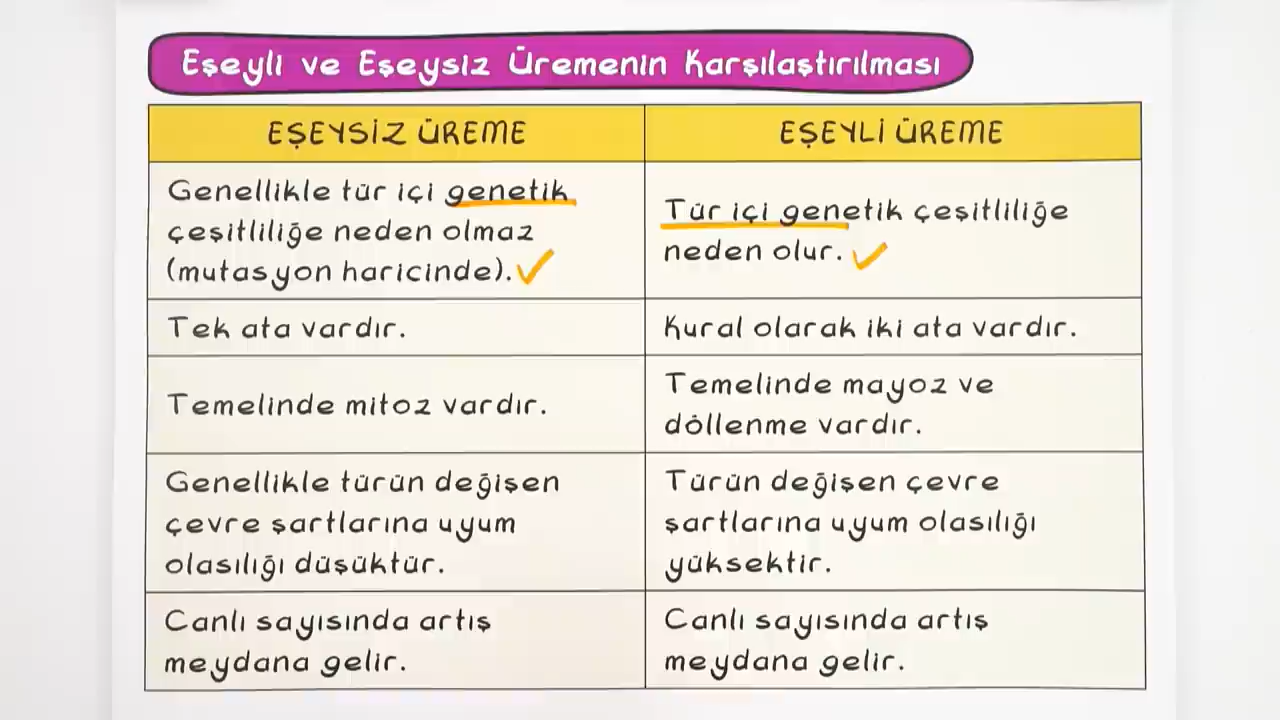 Eşeyli ve Eşeysiz Üremenin Karşılaştırılması
EŞEYSİZ ÜREME
EŞEYLİ ÜREME
Genellikle tür içi genetik
çeşitliliğe neden olmaz
(mutasyon haricinde).
Tür içi genetik çeşitliliğe
neden olur.
Tek ata vardır.
Kural olarak iki ata vardır.
Temelinde mitoz vardır.
Temelinde mayoz ve
döllenme vardır.
Genellikle türün değişen
çevre şartlarına uyum
olasılığı düşüktür.
Türün değişen çevre
şartlarına uyum olasılığı
yüksektir.
Canlı sayısında artış
meydana gelir.
Canlı sayısında artış
meydana gelir.